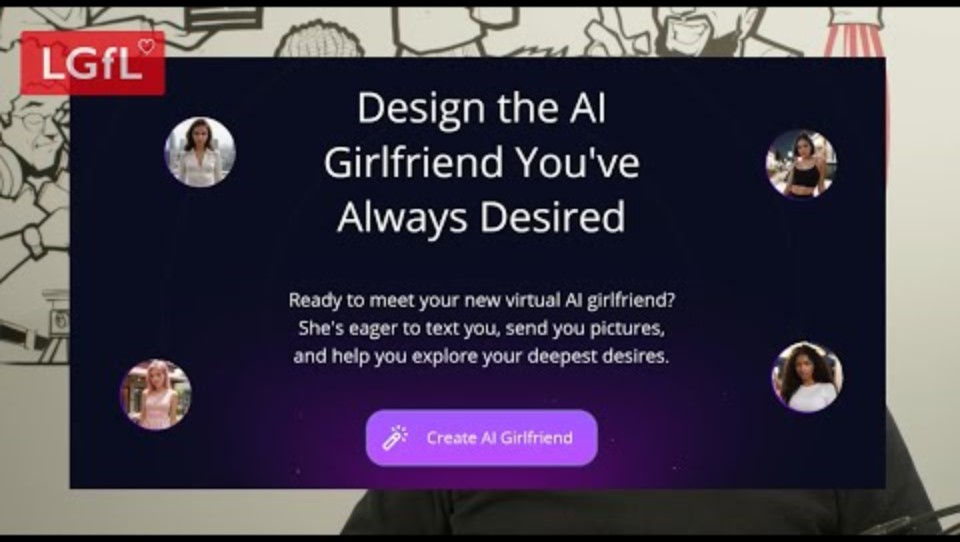 LGfL
Design the AI
Girlfriend You've
Always Desired
Ready to meet your new virtual AI girlfriend?
She's eager to text you, send you pictures,
and help you explore your deepest desires.
Create AI Girlfriend